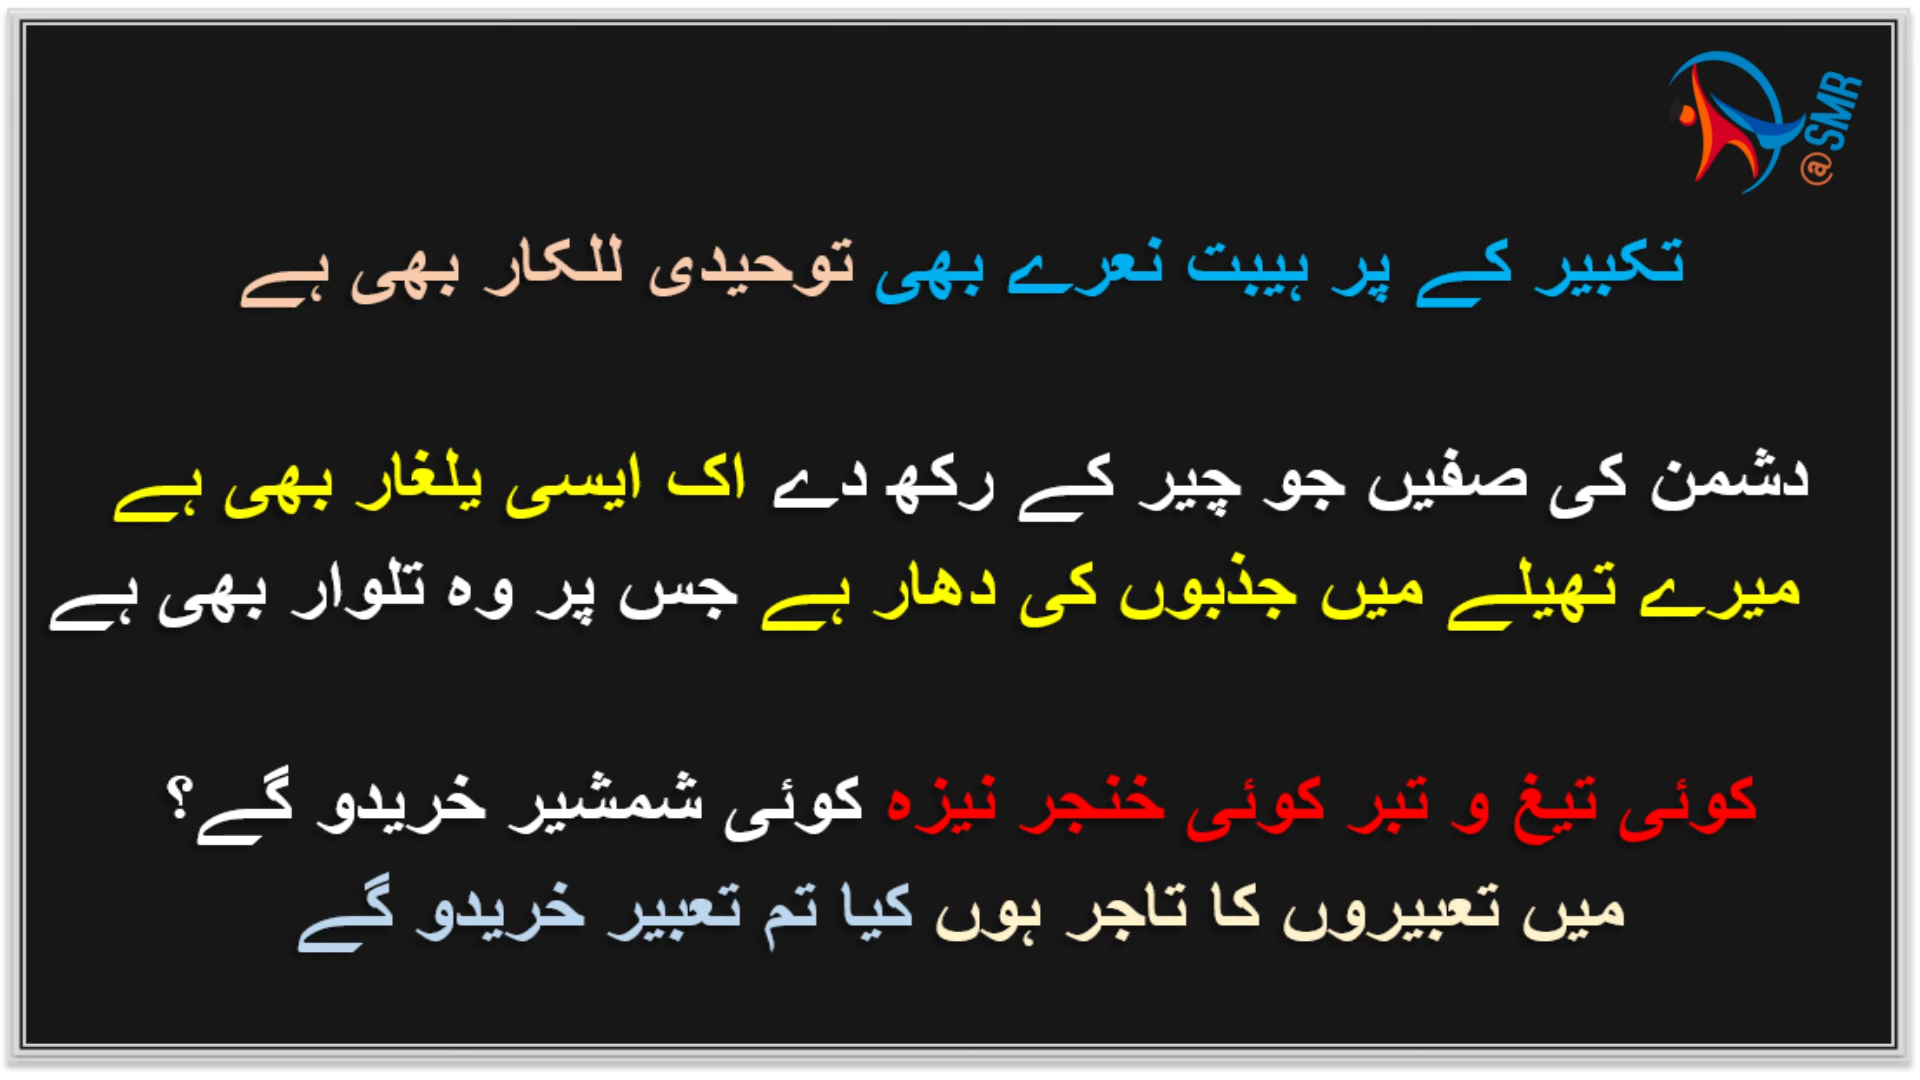 @SMR
تکبیر کے پر ہیبت نعرے بھی توحیدی للکار بھی ہے
دشمن کی صفیں جو چیر کے رکھ دے اک ایسی یلغار بھی ہے
میرے تھیلے میں جذبوں کی دھار ہے جس پر وہ تلوار بھی ہے
کوئی تیغ و تبر کوئی خنجر نیزہ کوئی شمشیر خریدو گے؟
میں تعبیروں کا تاجر ہوں کیا تم تعبیر خریدو گے